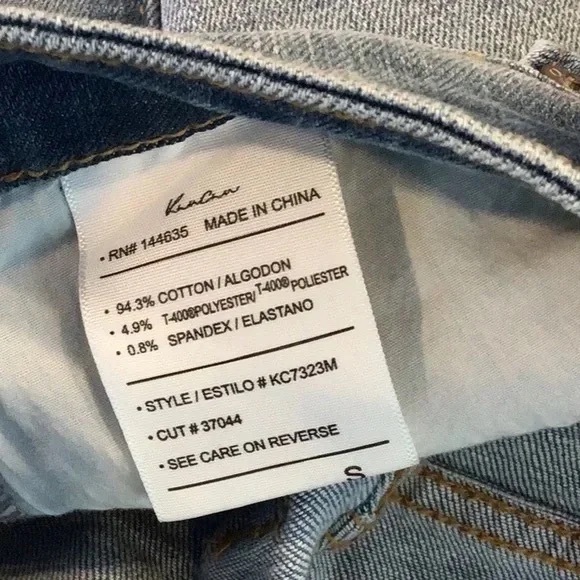 KanCan
• RN# 144635 MADE IN CHINA
• 94.3% COTTON / ALGODON
• 4.9% T-400®POLYESTER/ T-400®POLIESTER
• 0.8% SPANDEX / ELASTANO
• STYLE / ESTILO # KC7323M
• CUT # 37044
• SEE CARE ON REVERSE
S